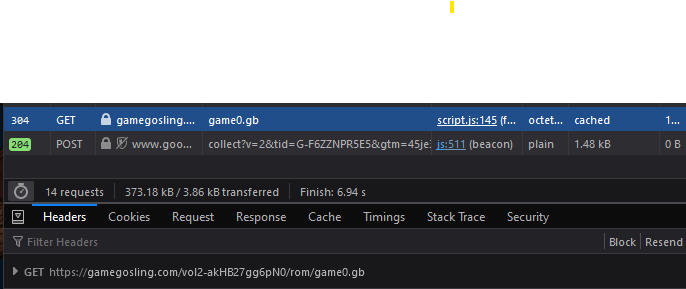 304 GET gamegosling.... game0.gb script.js:145 (f... octet... cached 1...
204 POST www.goo... collect?v=2&tid=G-F6ZZNPR5E5&gtm=45je js:511 (beacon) plain 1.48 kB 0 B
14 requests 373.18 kB / 3.86 kB transferred Finish: 6.94 s
Headers Cookies Request Response Cache Timings Stack Trace Security
Filter Headers Block Resend
GET https://gamegosling.com/vol2-akHB27gg6pN0/rom/game0.gb